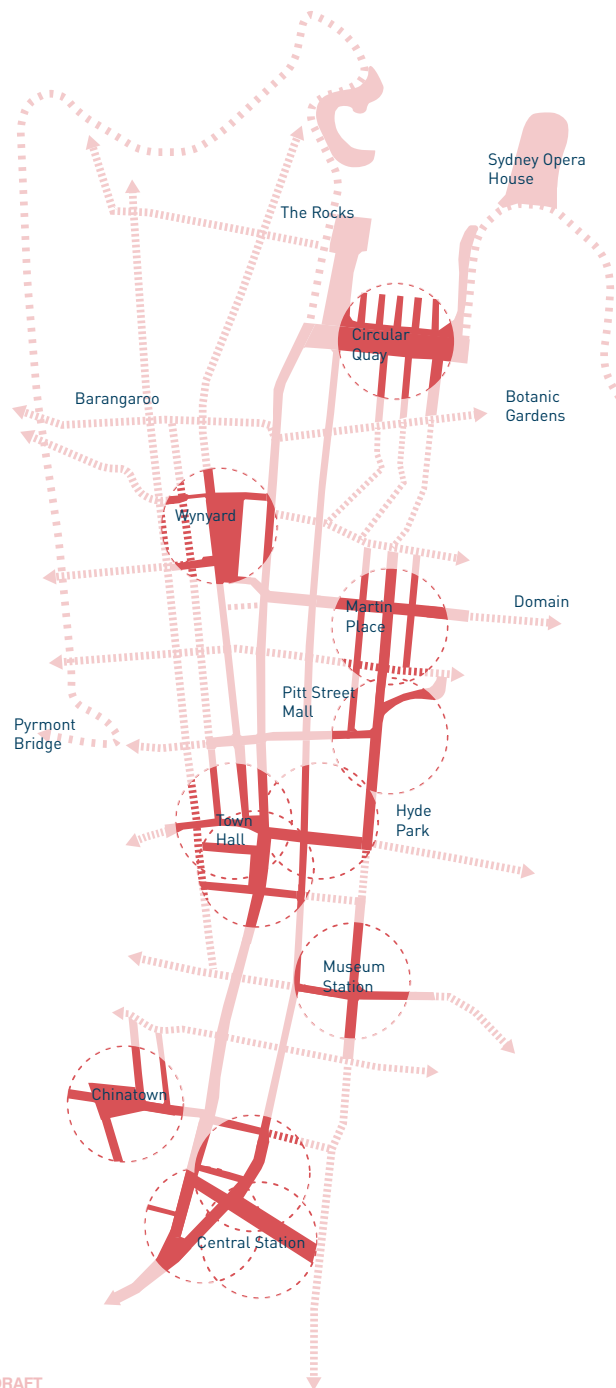 Sydney Opera
House
The Rocks
Circular
Quay
Barangaroo
Botanic
Gardens
Wynyard
Martin
Place
Domain
Pitt Street
Mall
Pyrmont
Bridge
Hyde
Park
Town
Hall
Museum
Station
Chinatown
Central Station
DRAFT